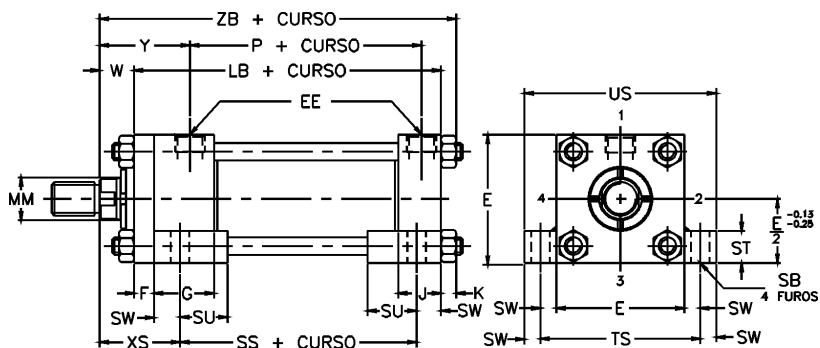 ZB + CURSO
Y
P + CURSO
W
LB + CURSO
EE
US
1
MM
E
4
2
E/2 -0.13 -0.25
ST
3
SB
4 FUROS
F
G
J
K
SW
SU
SU
SW
SW
E
SW
XS
SS + CURSO
SW
TS
SW